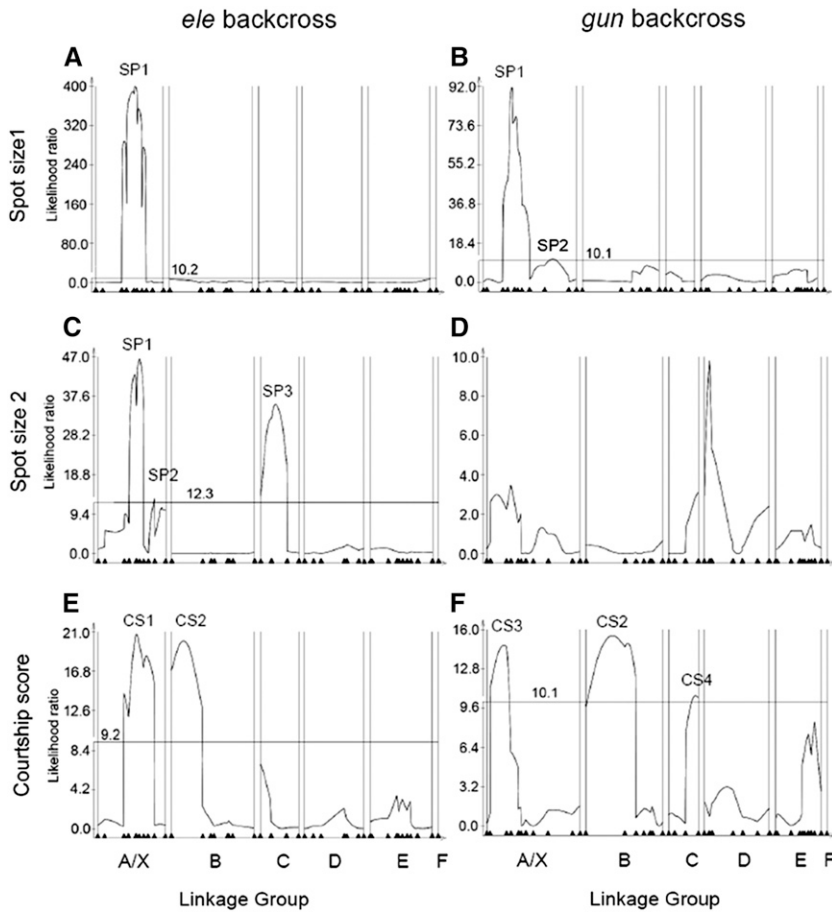 ele backcross
gun backcross
A
B
Spot size1
Likelihood ratio
400
320
240
160
80.0
0.0
SP1
10.2
92.0
73.6
55.2
36.8
18.4
0.0
SP1
SP2
10.1
C
D
Spot size 2
Likelihood ratio
47.0
37.6
28.2
18.8
9.4
0.0
SP1
SP2
SP3
12.3
10.0
8.0
6.0
4.0
2.0
0.0
E
F
Courtship score
Likelihood ratio
21.0
16.8
12.6
8.4
4.2
0.0
CS1
CS2
9.2
16.0
12.8
9.6
6.4
3.2
0.0
CS3
CS2
CS4
10.1
A/X B C D E F
A/X B C D E F
Linkage Group
Linkage Group